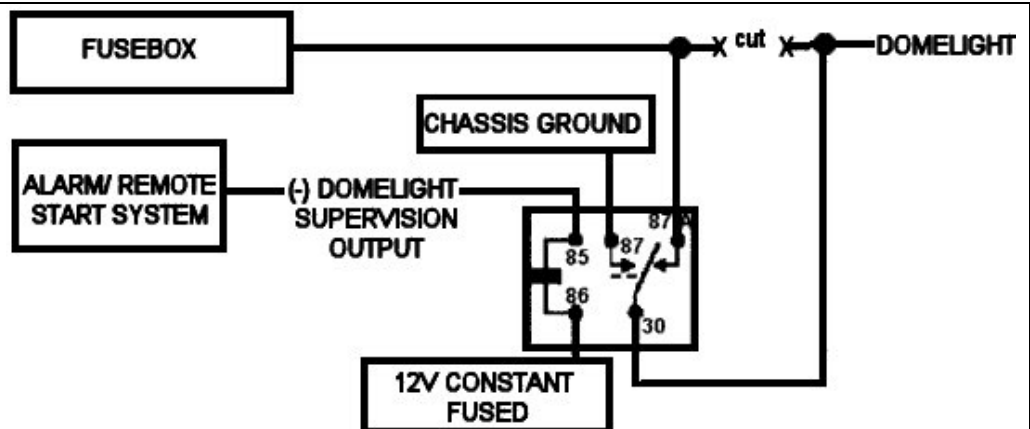 FUSEBOX
X cut X
DOMELIGHT
CHASSIS GROUND
ALARM/ REMOTE
START SYSTEM
(-) DOMELIGHT
SUPERVISION
OUTPUT
85
87
87A
86
30
12V CONSTANT
FUSED